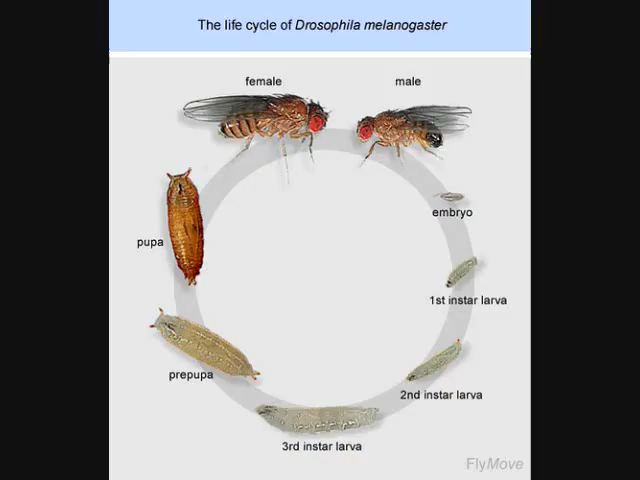 The life cycle of Drosophila melanogaster
female
male
embryo
pupa
1st instar larva
prepupa
2nd instar larva
3rd instar larva
FlyMove